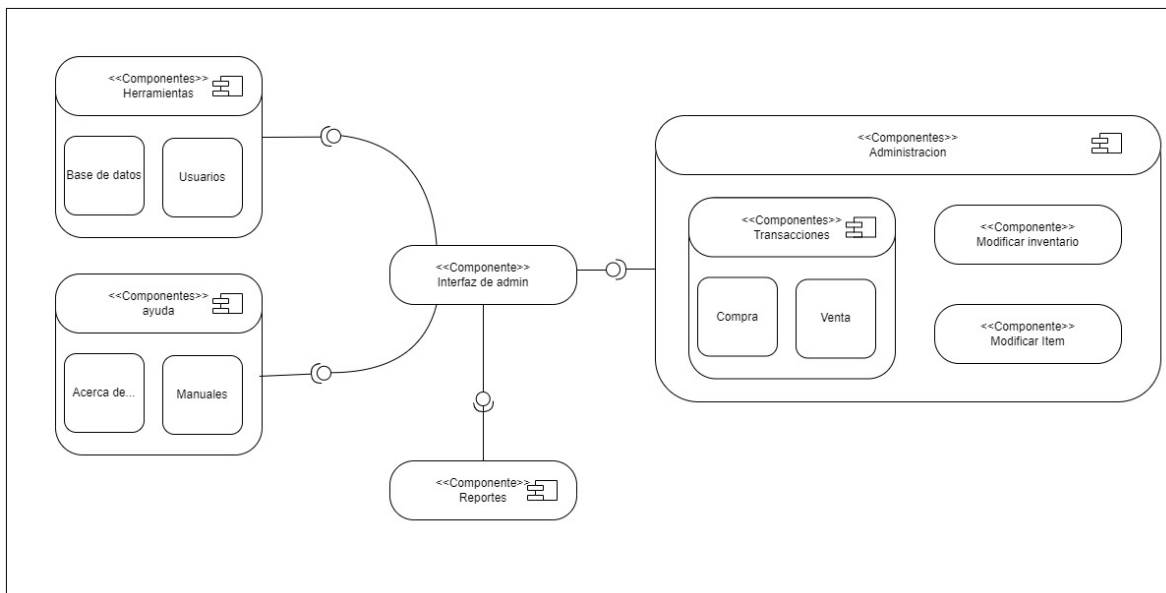 <<Componentes>>
Herramientas
Base de datos
Usuarios
<<Componentes>>
ayuda
Acerca de...
Manuales
<<Componente>>
Interfaz de admin
<<Componente>>
Reportes
<<Componentes>>
Administracion
<<Componentes>>
Transacciones
Compra
Venta
<<Componente>>
Modificar inventario
<<Componente>>
Modificar Item